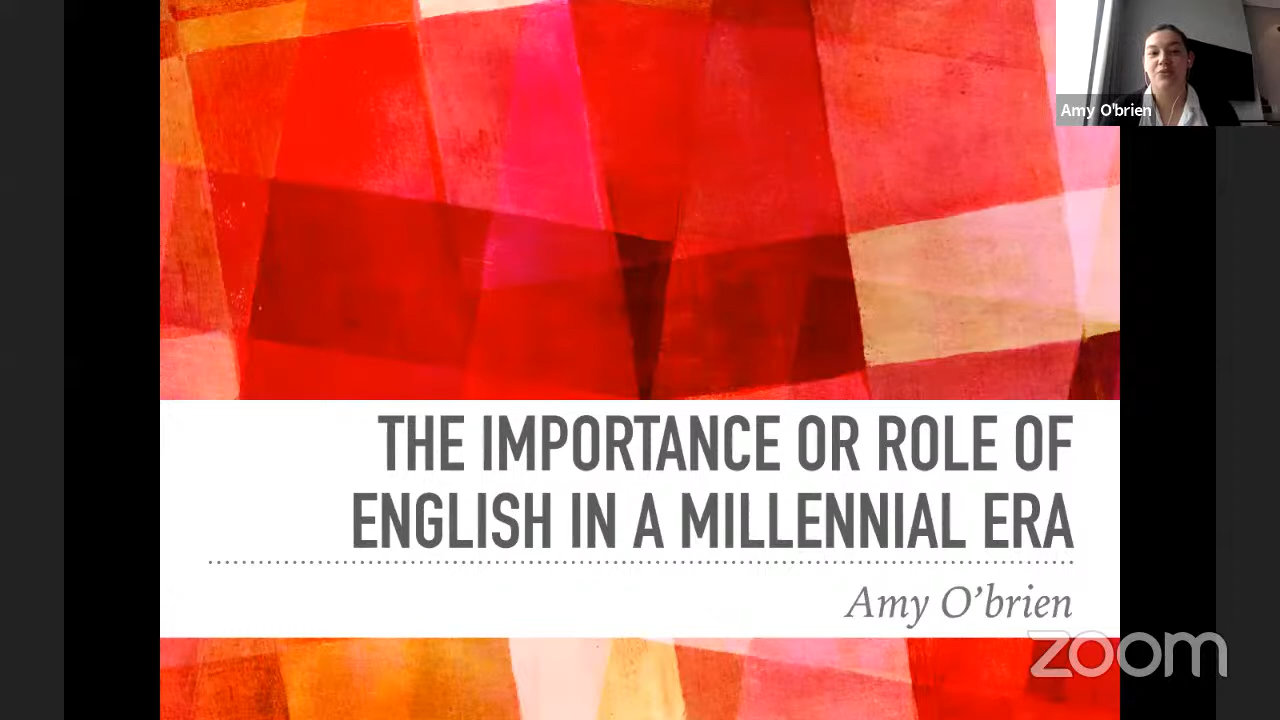 Amy O'brien
THE IMPORTANCE OR ROLE OF
ENGLISH IN A MILLENNIAL ERA
Amy O’brien
zoom